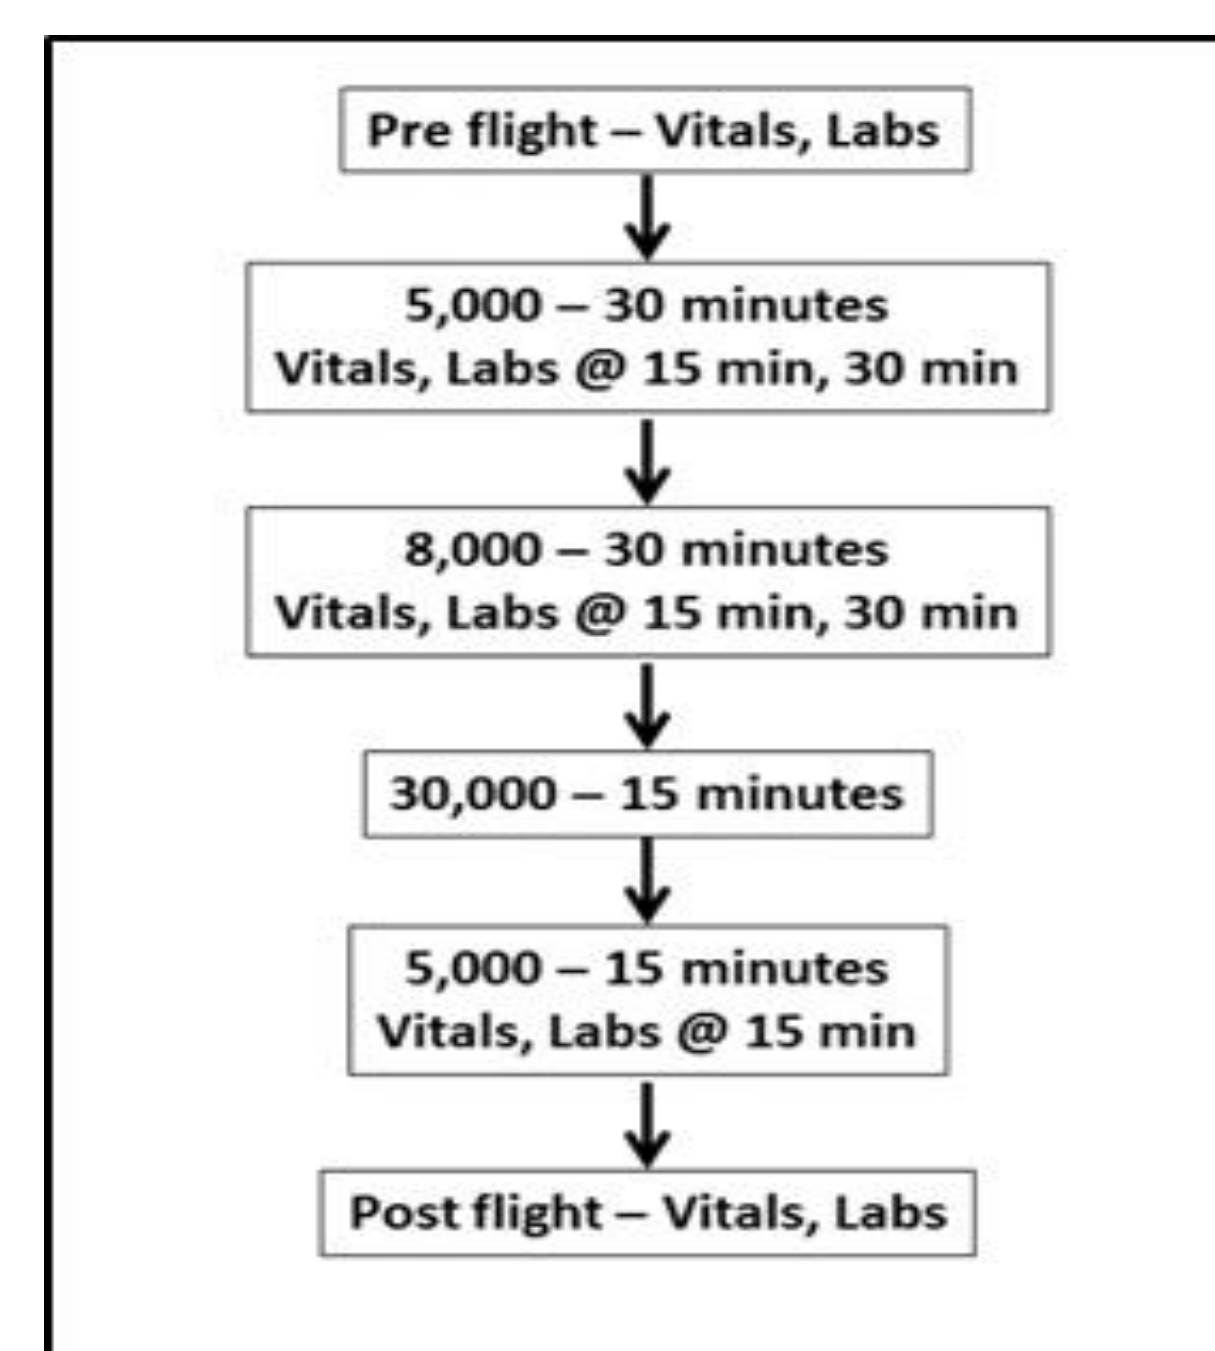 Pre flight – Vitals, Labs
5,000 – 30 minutes
Vitals, Labs @ 15 min, 30 min
8,000 – 30 minutes
Vitals, Labs @ 15 min, 30 min
30,000 – 15 minutes
5,000 – 15 minutes
Vitals, Labs @ 15 min
Post flight – Vitals, Labs